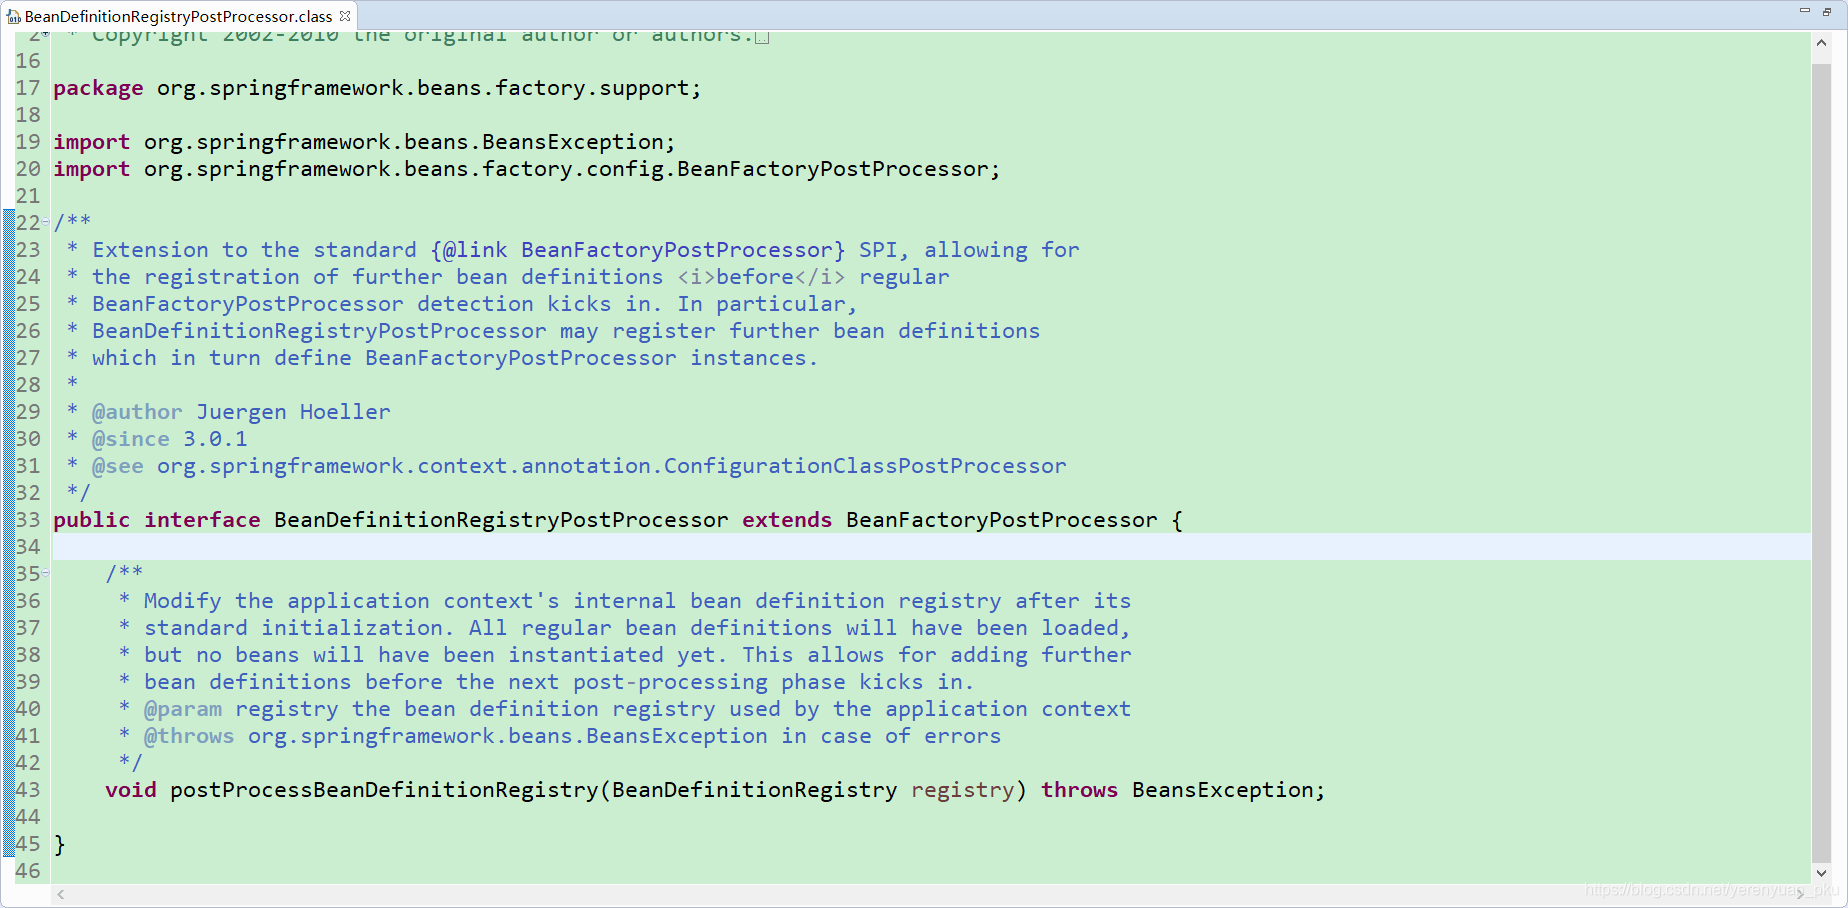 BeanDefinitionRegistryPostProcessor.class
2 * Copyright 2002-2010 the original author or authors.
16
17 package org.springframework.beans.factory.support;
18
19 import org.springframework.beans.BeansException;
20 import org.springframework.beans.factory.config.BeanFactoryPostProcessor;
21
22 /**
23  * Extension to the standard {@link BeanFactoryPostProcessor} SPI, allowing for
24  * the registration of further bean definitions <i>before</i> regular
25  * BeanFactoryPostProcessor detection kicks in. In particular,
26  * BeanDefinitionRegistryPostProcessor may register further bean definitions
27  * which in turn define BeanFactoryPostProcessor instances.
28  *
29  * @author Juergen Hoeller
30  * @since 3.0.1
31  * @see org.springframework.context.annotation.ConfigurationClassPostProcessor
32  */
33 public interface BeanDefinitionRegistryPostProcessor extends BeanFactoryPostProcessor {
34
35     /**
36      * Modify the application context's internal bean definition registry after its
37      * standard initialization. All regular bean definitions will have been loaded,
38      * but no beans will have been instantiated yet. This allows for adding further
39      * bean definitions before the next post-processing phase kicks in.
40      * @param registry the bean definition registry used by the application context
41      * @throws org.springframework.beans.BeansException in case of errors
42      */
43     void postProcessBeanDefinitionRegistry(BeanDefinitionRegistry registry) throws BeansException;
44
45 }
46
https://blog.csdn.net/yerenyuan_pku